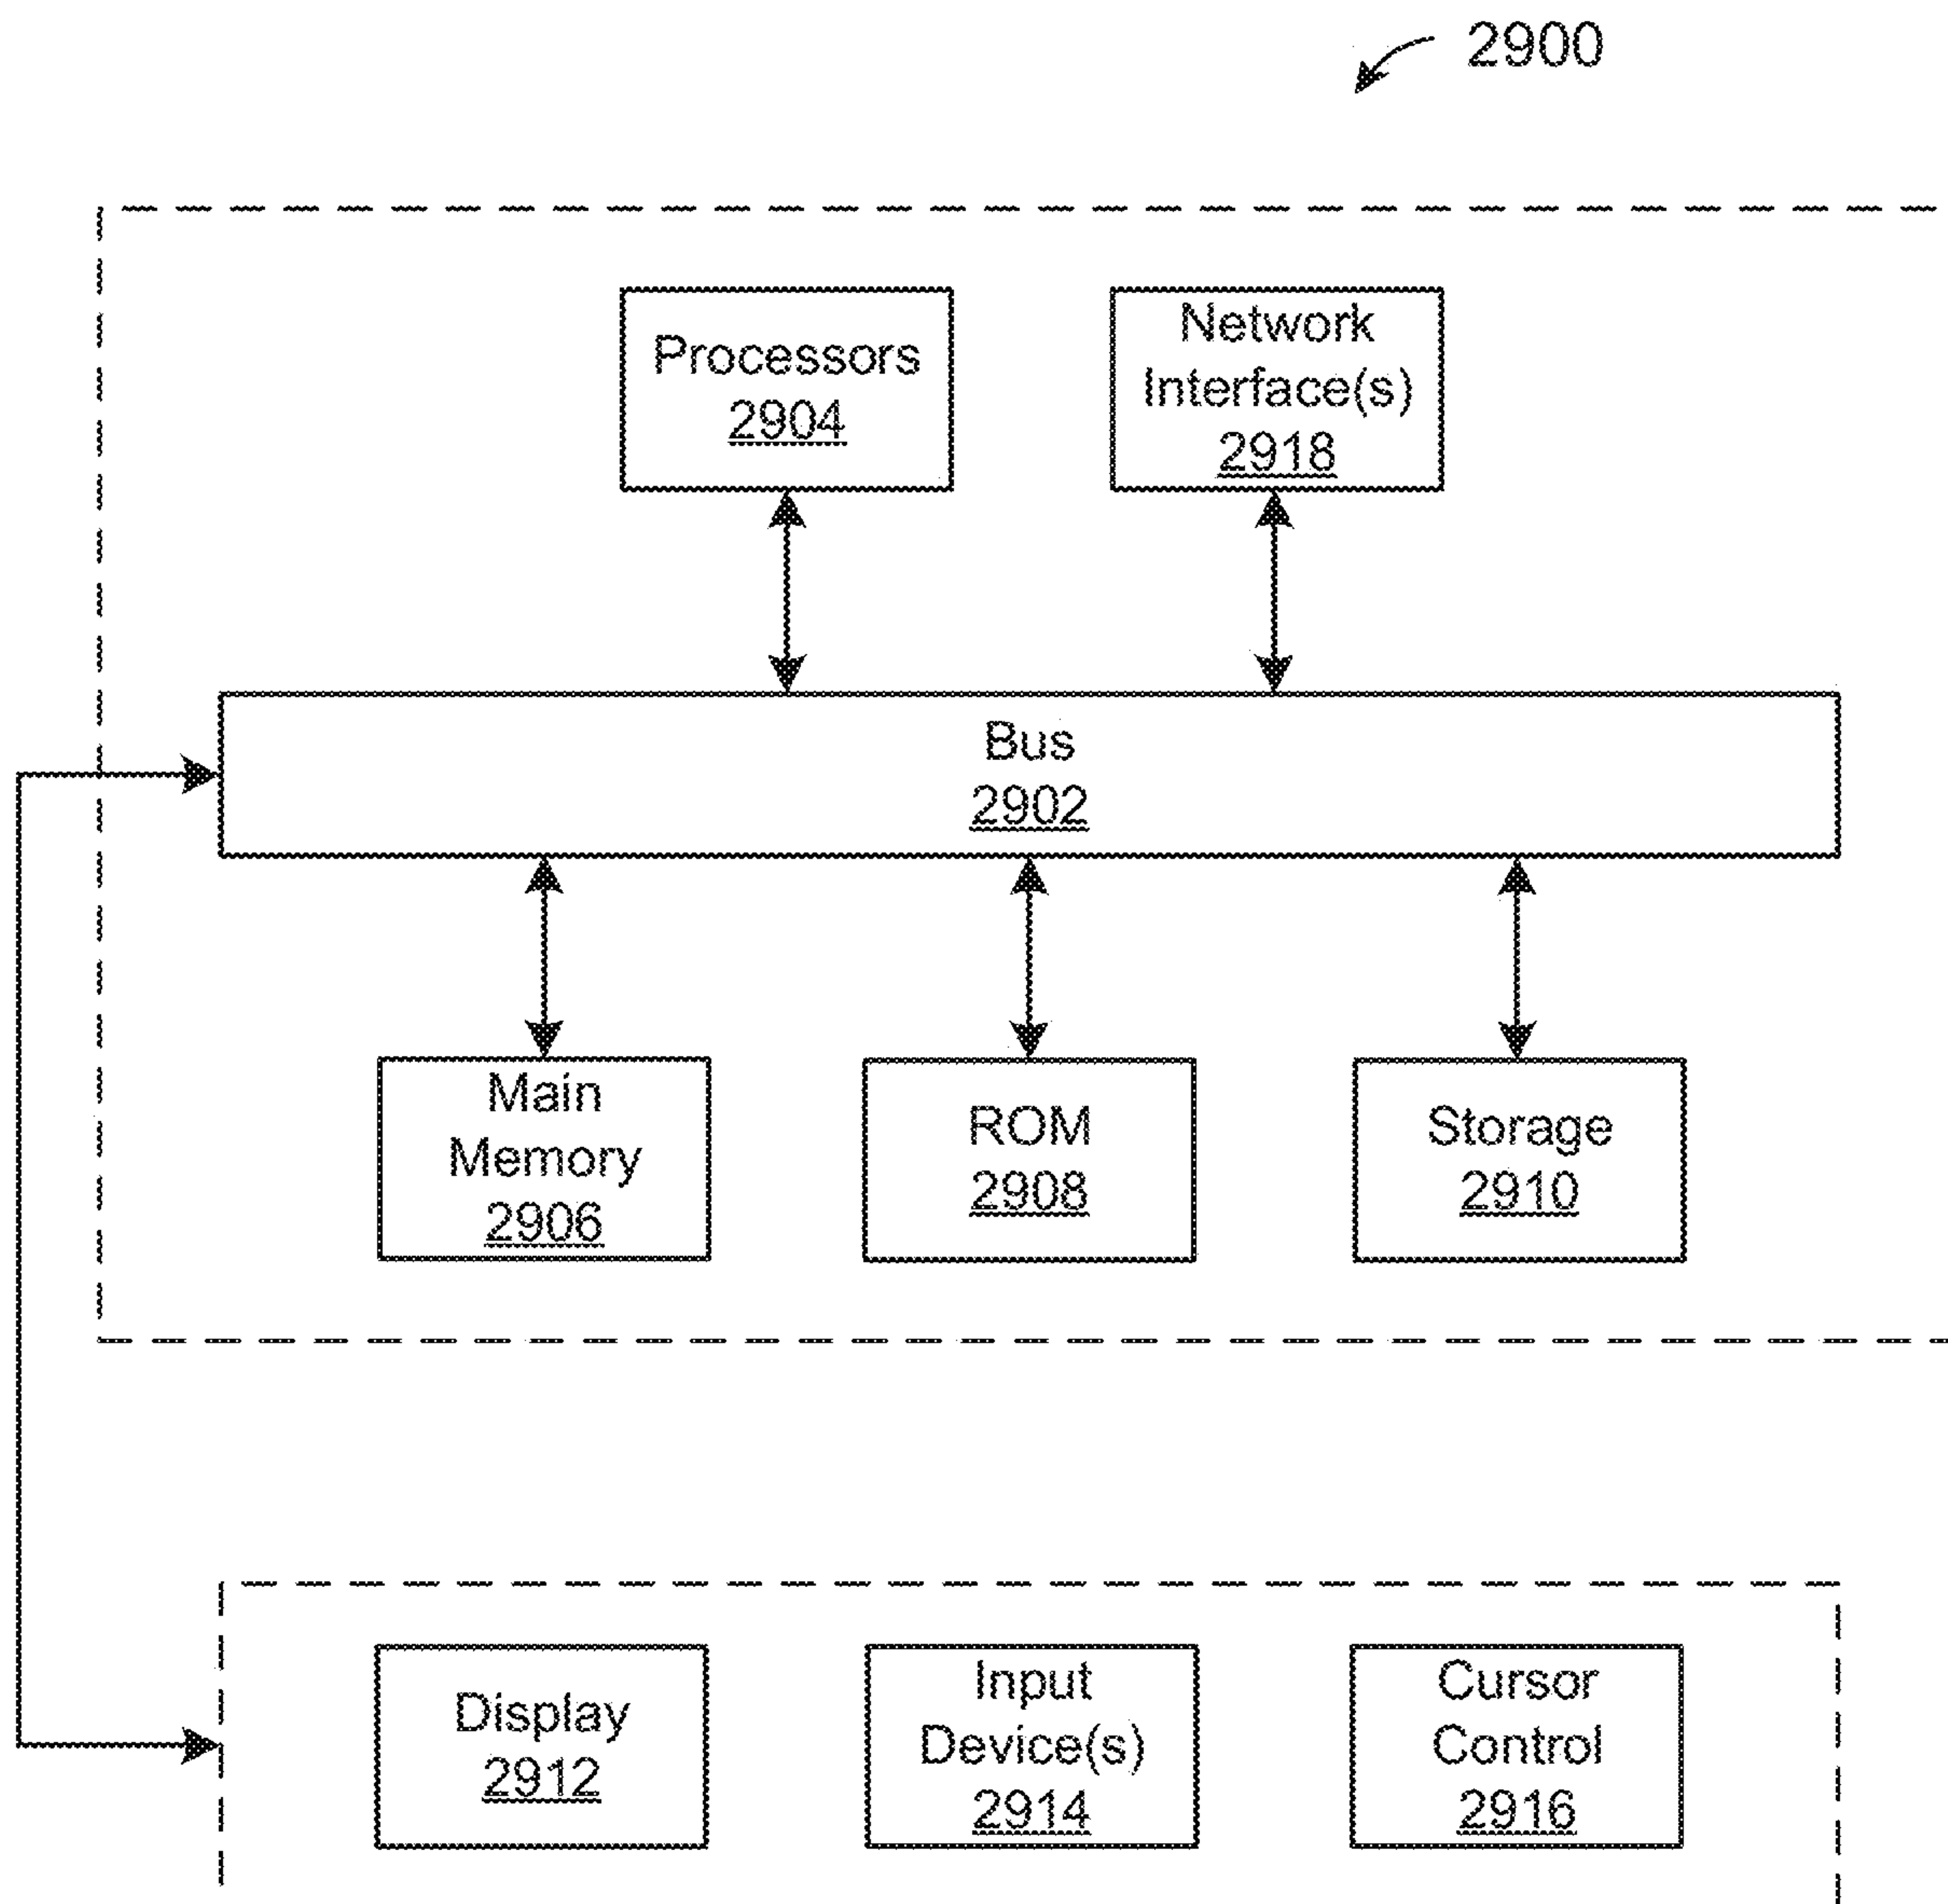 2900
Processors
2904
Network
Interface(s)
2918
Bus
2902
Main
Memory
2906
ROM
2908
Storage
2910
Display
2912
Input
Device(s)
2914
Cursor
Control
2916